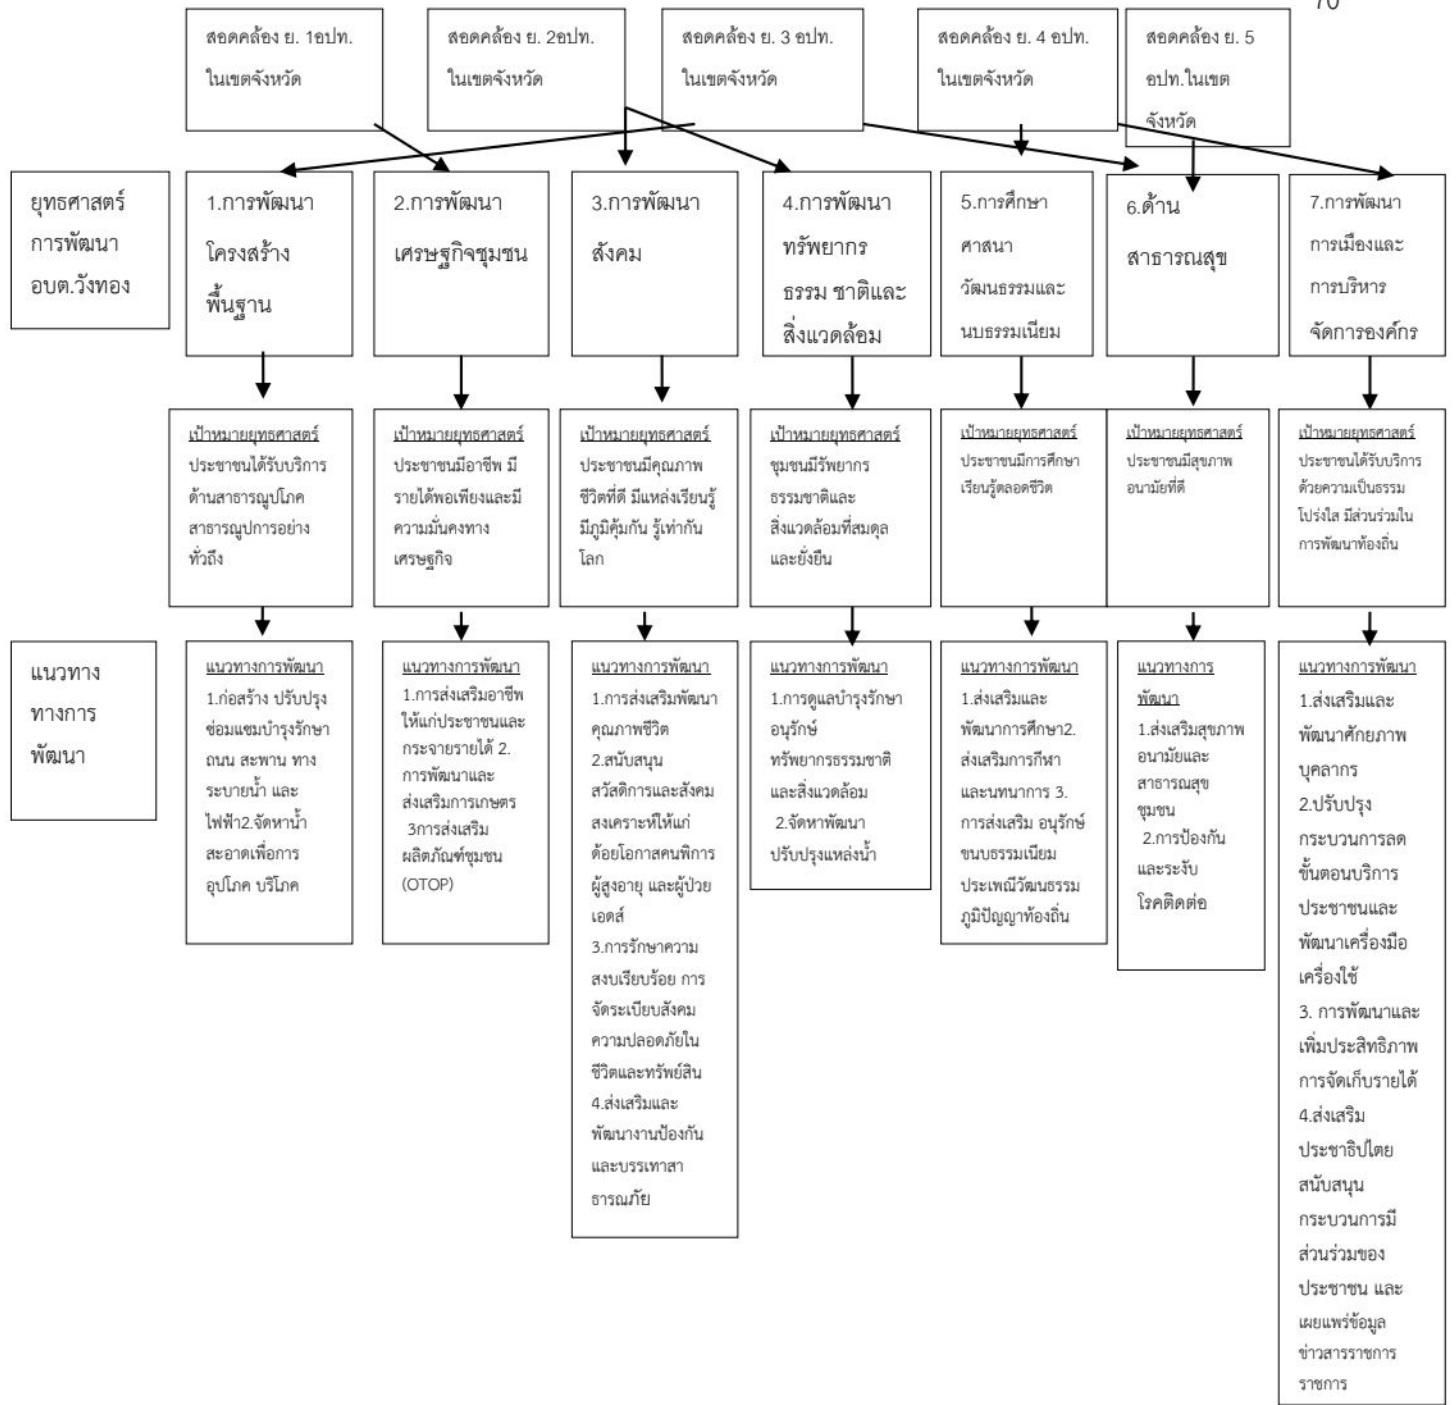 70
สอดคล้อง ย. 1อปท.
ในเขตจังหวัด
สอดคล้อง ย. 2อปท.
ในเขตจังหวัด
สอดคล้อง ย. 3 อปท.
ในเขตจังหวัด
สอดคล้อง ย. 4 อปท.
ในเขตจังหวัด
สอดคล้อง ย. 5
อปท.ในเขต
จังหวัด
ยุทธศาสตร์
การพัฒนา
อบต.วังทอง
1.การพัฒนา
โครงสร้าง
พื้นฐาน
2.การพัฒนา
เศรษฐกิจชุมชน
3.การพัฒนา
สังคม
4.การพัฒนา
ทรัพยากร
ธรรม ชาติและ
สิ่งแวดล้อม
5.การศึกษา
ศาสนา
วัฒนธรรมและ
นบธรรมเนียม
6.ด้าน
สาธารณสุข
7.การพัฒนา
การเมืองและ
การบริหาร
จัดการองค์กร
เป้าหมายยุทธศาสตร์
ประชาชนได้รับบริการ
ด้านสาธารณูปโภค
สาธารณูปการอย่าง
ทั่วถึง
เป้าหมายยุทธศาสตร์
ประชาชนมีอาชีพ มี
รายได้พอเพียงและมี
ความมั่นคงทาง
เศรษฐกิจ
เป้าหมายยุทธศาสตร์
ประชาชนมีคุณภาพ
ชีวิตที่ดี มีแหล่งเรียนรู้
มีภูมิคุ้มกัน รู้เท่ากัน
โลก
เป้าหมายยุทธศาสตร์
ชุมชนมีรัพยากร
ธรรมชาติและ
สิ่งแวดล้อมที่สมดุล
และยั่งยืน
เป้าหมายยุทธศาสตร์
ประชาชนมีการศึกษา
เรียนรู้ตลอดชีวิต
เป้าหมายยุทธศาสตร์
ประชาชนมีสุขภาพ
อนามัยที่ดี
เป้าหมายยุทธศาสตร์
ประชาชนได้รับบริการ
ด้วยความเป็นธรรม
โปร่งใส มีส่วนร่วมใน
การพัฒนาท้องถิ่น
แนวทาง
ทางการ
พัฒนา
แนวทางการพัฒนา
1.ก่อสร้าง ปรับปรุง
ซ่อมแซมบำรุงรักษา
ถนน สะพาน ทาง
ระบายน้ำ และ
ไฟฟ้า2.จัดหาน้ำ
สะอาดเพื่อการ
อุปโภค บริโภค
แนวทางการพัฒนา
1.การส่งเสริมอาชีพ
ให้แก่ประชาชนและ
กระจายรายได้ 2.
การพัฒนาและ
ส่งเสริมการเกษตร
3การส่งเสริม
ผลิตภัณฑ์ชุมชน
(OTOP)
แนวทางการพัฒนา
1.การส่งเสริมพัฒนา
คุณภาพชีวิต
2.สนับสนุน
สวัสดิการและสังคม
สงเคราะห์ให้แก่
ด้อยโอกาสคนพิการ
ผู้สูงอายุ และผู้ป่วย
เอดส์
3.การรักษาความ
สงบเรียบร้อย การ
จัดระเบียบสังคม
ความปลอดภัยใน
ชีวิตและทรัพย์สิน
4.ส่งเสริมและ
พัฒนางานป้องกัน
และบรรเทาสา
ธารณภัย
แนวทางการพัฒนา
1.การดูแลบำรุงรักษา
อนุรักษ์
ทรัพยากรธรรมชาติ
และสิ่งแวดล้อม
2.จัดหาพัฒนา
ปรับปรุงแหล่งน้ำ
แนวทางการพัฒนา
1.ส่งเสริมและ
พัฒนาการศึกษา2.
ส่งเสริมการกีฬา
และนทนาการ 3.
การส่งเสริม อนุรักษ์
ขนบธรรมเนียม
ประเพณีวัฒนธรรม
ภูมิปัญญาท้องถิ่น
แนวทางการ
พัฒนา
1.ส่งเสริมสุขภาพ
อนามัยและ
สาธารณสุข
ชุมชน
2.การป้องกัน
และระงับ
โรคติดต่อ
แนวทางการพัฒนา
1.ส่งเสริมและ
พัฒนาศักยภาพ
บุคลากร
2.ปรับปรุง
กระบวนการลด
ขั้นตอนบริการ
ประชาชนและ
พัฒนาเครื่องมือ
เครื่องใช้
3. การพัฒนาและ
เพิ่มประสิทธิภาพ
การจัดเก็บรายได้
4.ส่งเสริม
ประชาธิปไตย
สนับสนุน
กระบวนการมี
ส่วนร่วมของ
ประชาชน และ
เผยแพร่ข้อมูล
ข่าวสารราชการ
ราชการ